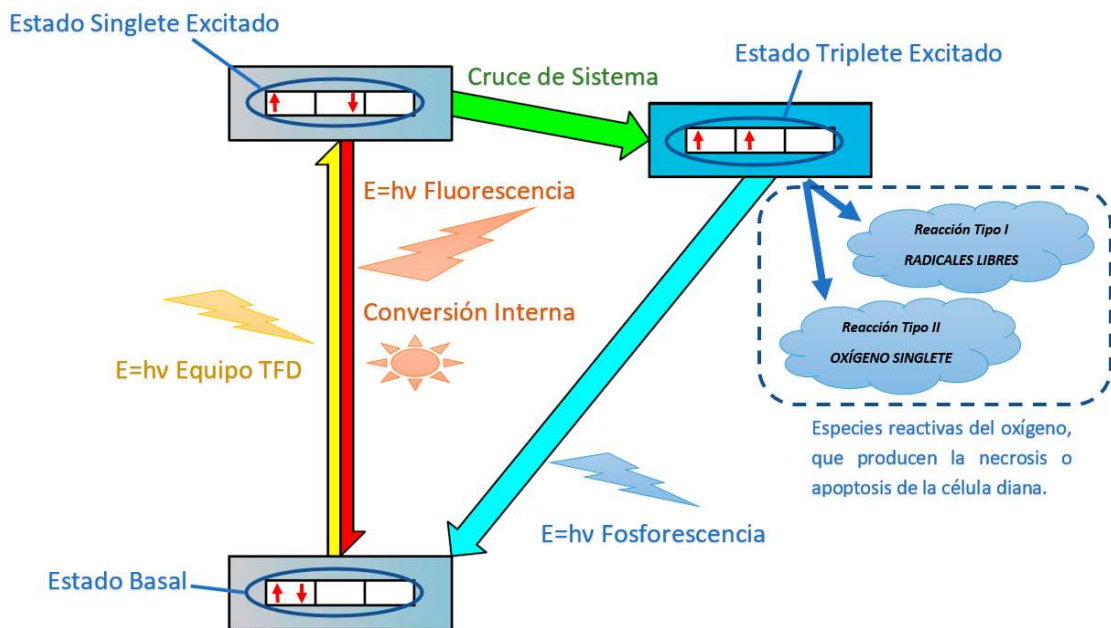 Estado Singlete Excitado
Cruce de Sistema
Estado Triplete Excitado
E=hν Fluorescencia
Conversión Interna
E=hν Equipo TFD
Reacción Tipo I
RADICALES LIBRES
Reacción Tipo II
OXÍGENO SINGLETE
Especies reactivas del oxígeno,
que producen la necrosis o
apoptosis de la célula diana.
E=hν Fosforescencia
Estado Basal